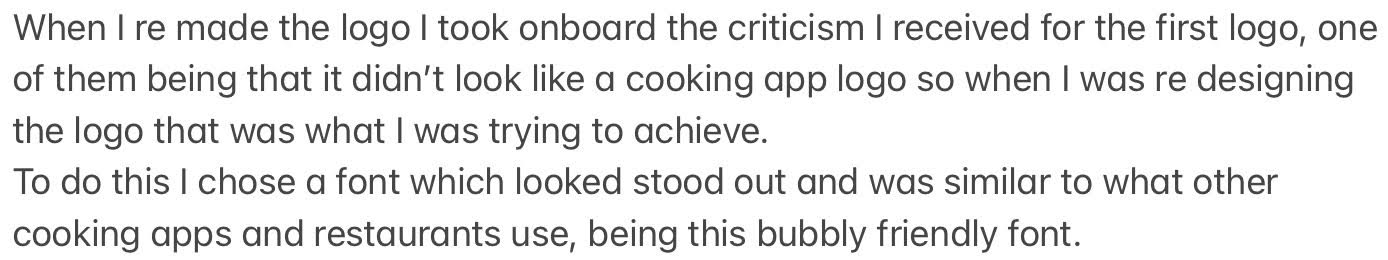 When I re made the logo I took onboard the criticism I received for the first logo, one
of them being that it didn’t look like a cooking app logo so when I was re designing
the logo that was what I was trying to achieve.
To do this I chose a font which looked stood out and was similar to what other
cooking apps and restaurants use, being this bubbly friendly font.